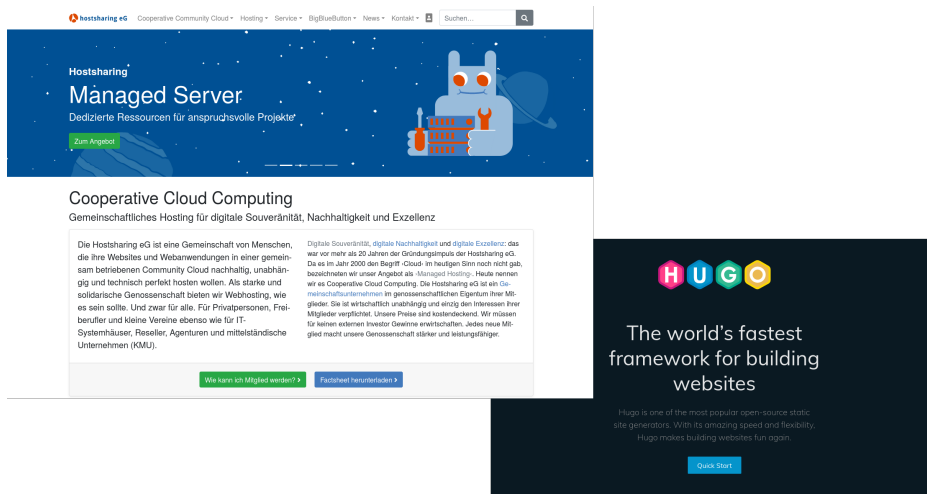 hostsharing eG Cooperative Community Cloud Hosting Service BigBlueButton News Kontakt Suchen...
Hostsharing
Managed Server
Dedizierte Ressourcen für anspruchsvolle Projekte
Zum Angebot
Cooperative Cloud Computing
Gemeinschaftliches Hosting für digitale Souveränität, Nachhaltigkeit und Exzellenz
Die Hostsharing eG ist eine Gemeinschaft von Menschen,
die ihre Websites und Webanwendungen in einer gemein-
sam betriebenen Community Cloud nachhaltig, unabhän-
gig und technisch perfekt hosten wollen. Als starke und
solidarische Genossenschaft bieten wir Webhosting, wie
es sein sollte. Und zwar für alle. Für Privatpersonen, Frei-
berufler und kleine Vereine ebenso wie für IT-
Systemhäuser, Reseller, Agenturen und mittelständische
Unternehmen (KMU).
Digitale Souveränität, digitale Nachhaltigkeit und digitale Exzellenz: das
war vor mehr als 20 Jahren der Gründungsimpuls der Hostsharing eG.
Da es im Jahr 2000 den Begriff ‹Cloud› im heutigen Sinn noch nicht gab,
bezeichneten wir unser Angebot als ‹Managed Hosting›. Heute nennen
wir es Cooperative Cloud Computing. Die Hostsharing eG ist ein Ge-
meinschaftsunternehmen im genossenschaftlichen Eigentum ihrer Mit-
glieder. Sie ist wirtschaftlich unabhängig und einzig den Interessen ihrer
Mitglieder verpflichtet. Unsere Preise sind kostendeckend. Wir müssen
für keinen externen Investor Gewinne erwirtschaften. Jedes neue Mit-
glied macht unsere Genossenschaft stärker und leistungsfähiger.
Wie kann ich Mitglied werden? Factsheet herunterladen
HUGO
The world's fastest
framework for building
websites
Hugo is one of the most popular open-source static
site generators. With its amazing speed and flexibility,
Hugo makes building websites fun again.
Quick Start